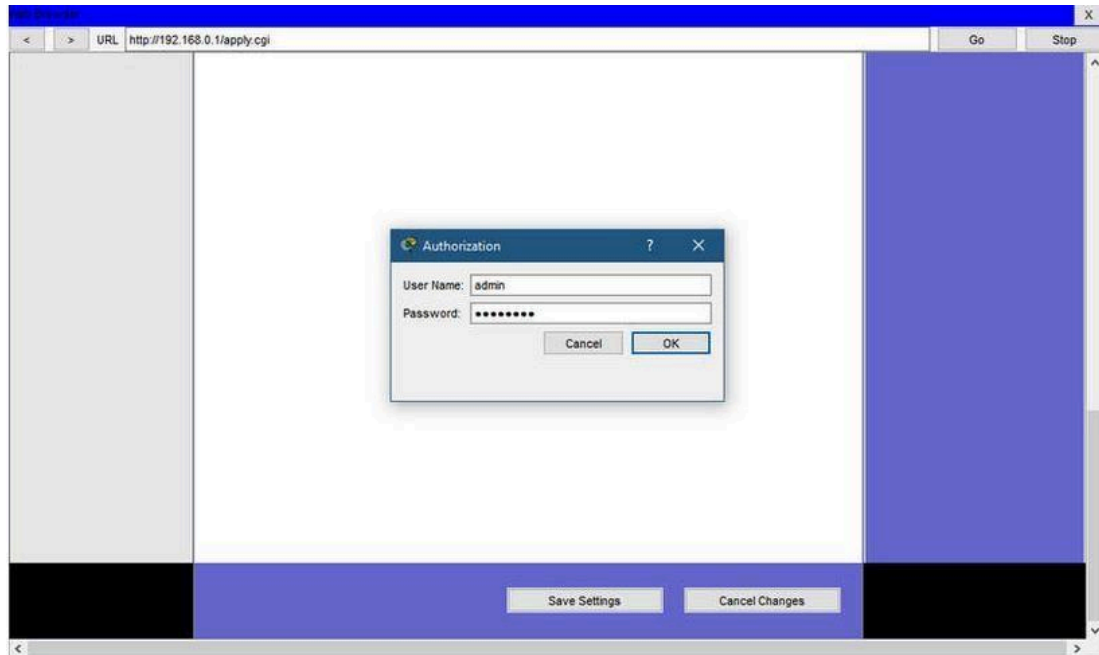 X
< > URL http://192.168.0.1/apply.cgi Go Stop
Authorization ? X
User Name: admin
Password: ●●●●●●●●
Cancel OK
Save Settings Cancel Changes